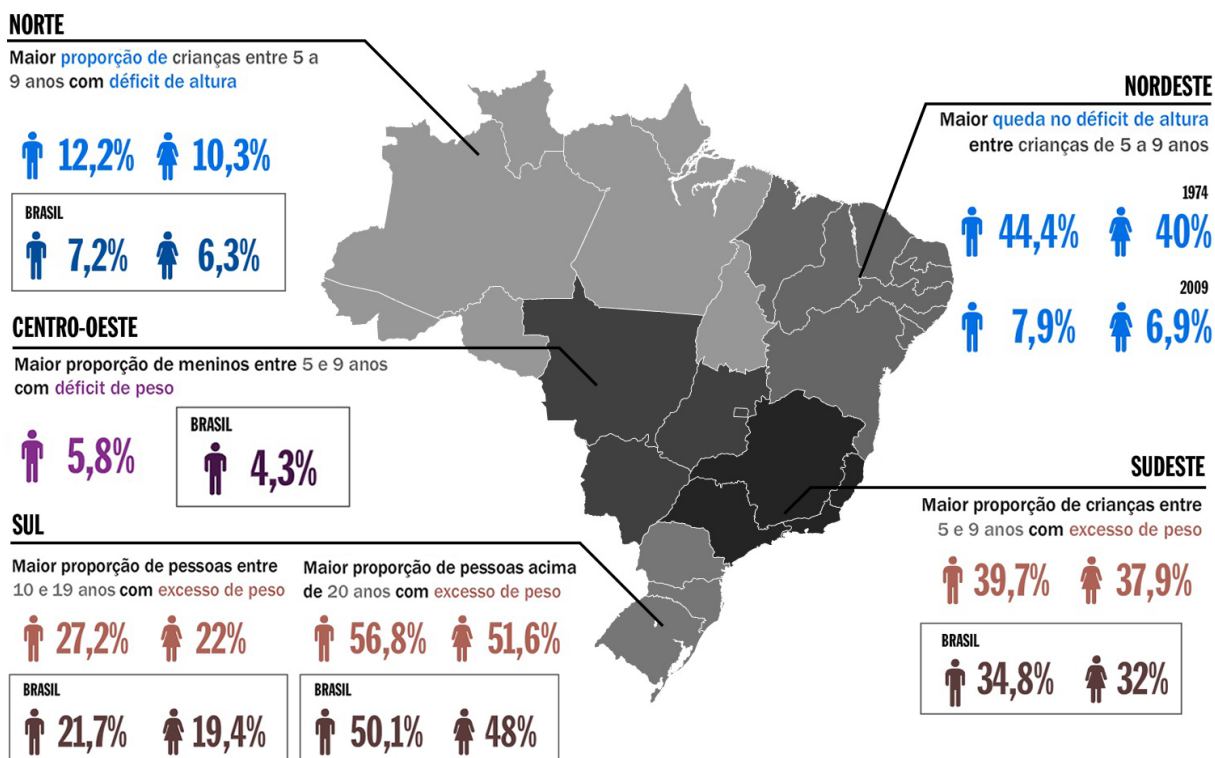 NORTE
Maior proporção de crianças entre 5 a
9 anos com déficit de altura
12,2% 10,3%
BRASIL
7,2% 6,3%
NORDESTE
Maior queda no déficit de altura
entre crianças de 5 a 9 anos
1974
44,4% 40%
2009
7,9% 6,9%
CENTRO-OESTE
Maior proporção de meninos entre 5 e 9 anos
com déficit de peso
5,8%
BRASIL
4,3%
SUDESTE
Maior proporção de crianças entre
5 e 9 anos com excesso de peso
39,7% 37,9%
BRASIL
34,8% 32%
SUL
Maior proporção de pessoas entre
10 e 19 anos com excesso de peso
27,2% 22%
BRASIL
21,7% 19,4%
Maior proporção de pessoas acima
de 20 anos com excesso de peso
56,8% 51,6%
BRASIL
50,1% 48%